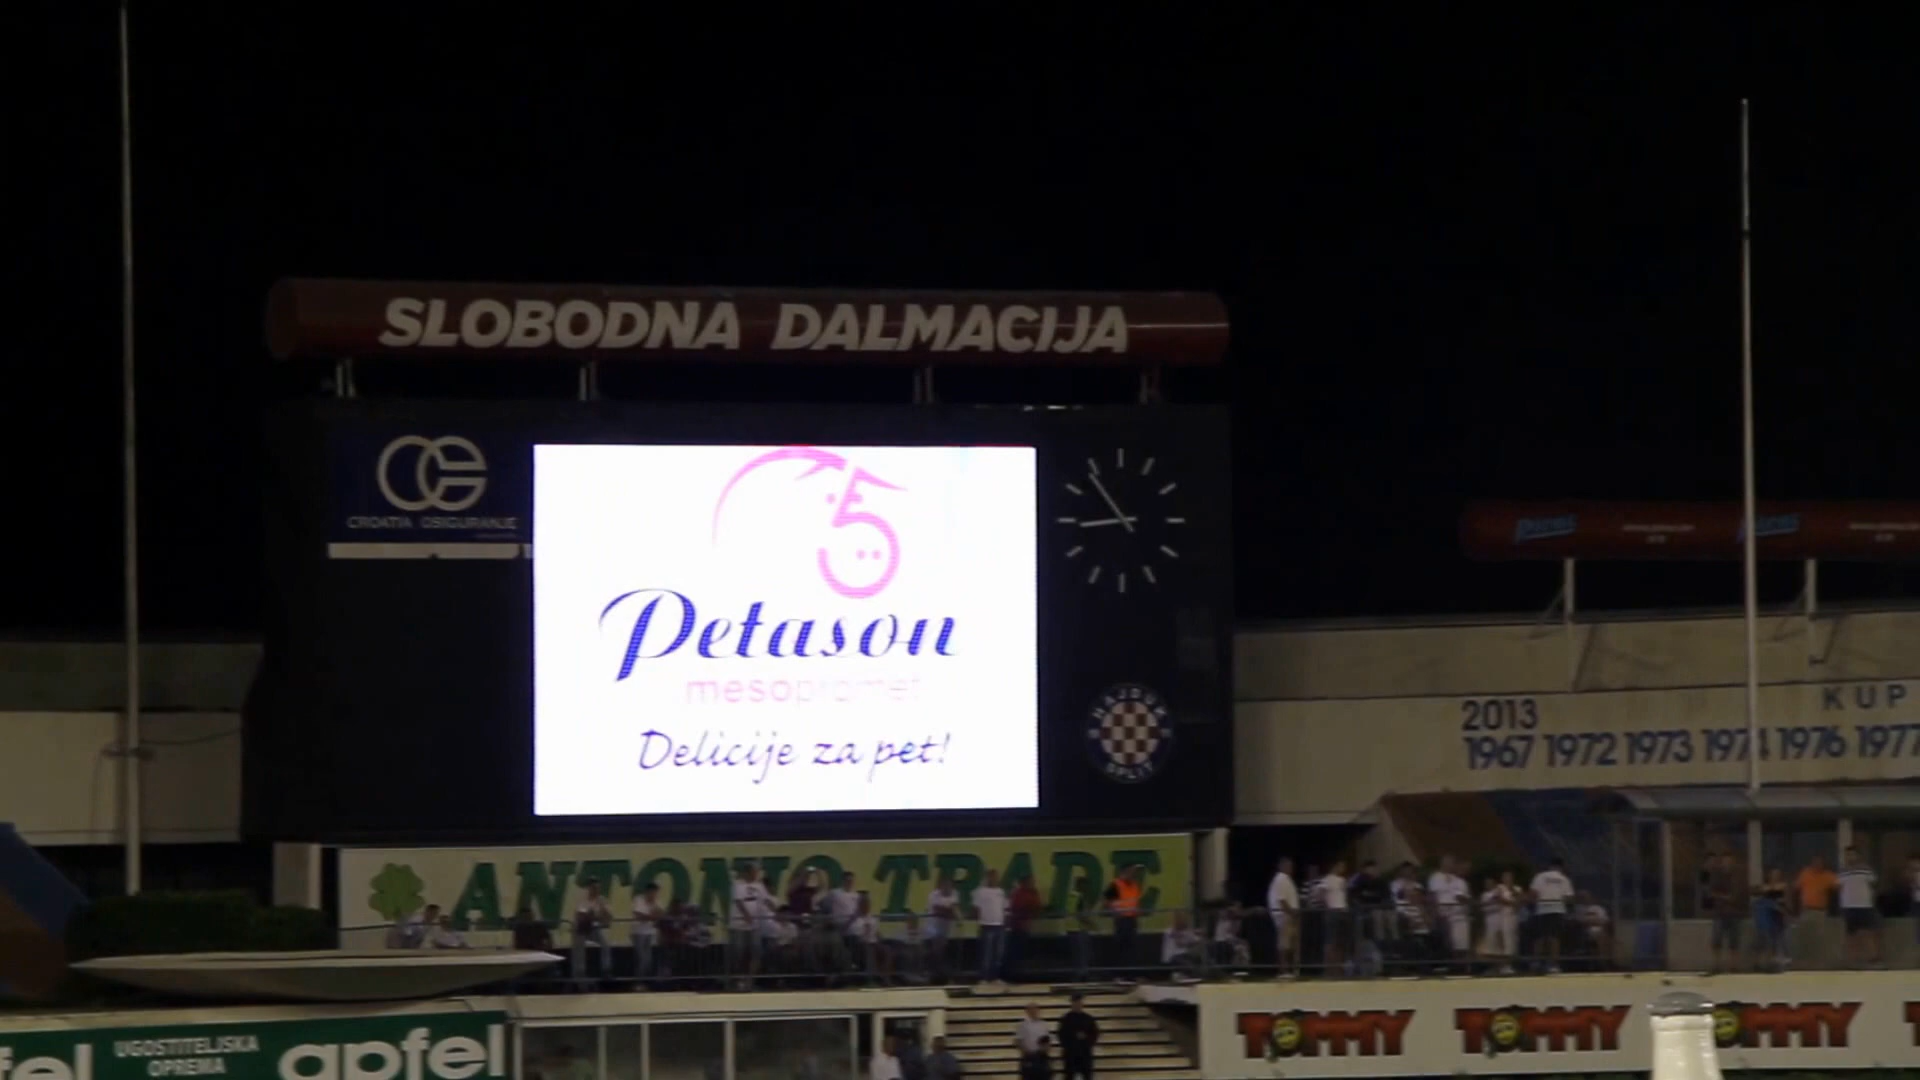 SLOBODNA DALMACIJA
CROATIA OSIGURANJE
5
Petason
mesopromet
Delicije za pet!
HAJDUK
SPLIT
KUP
2013
1967 1972 1973 1974 1976 1977
ANTONIO TRADE
UGOSTITELJSKA
OPREMA
apfel
TOMMY TOMMY TOMMY